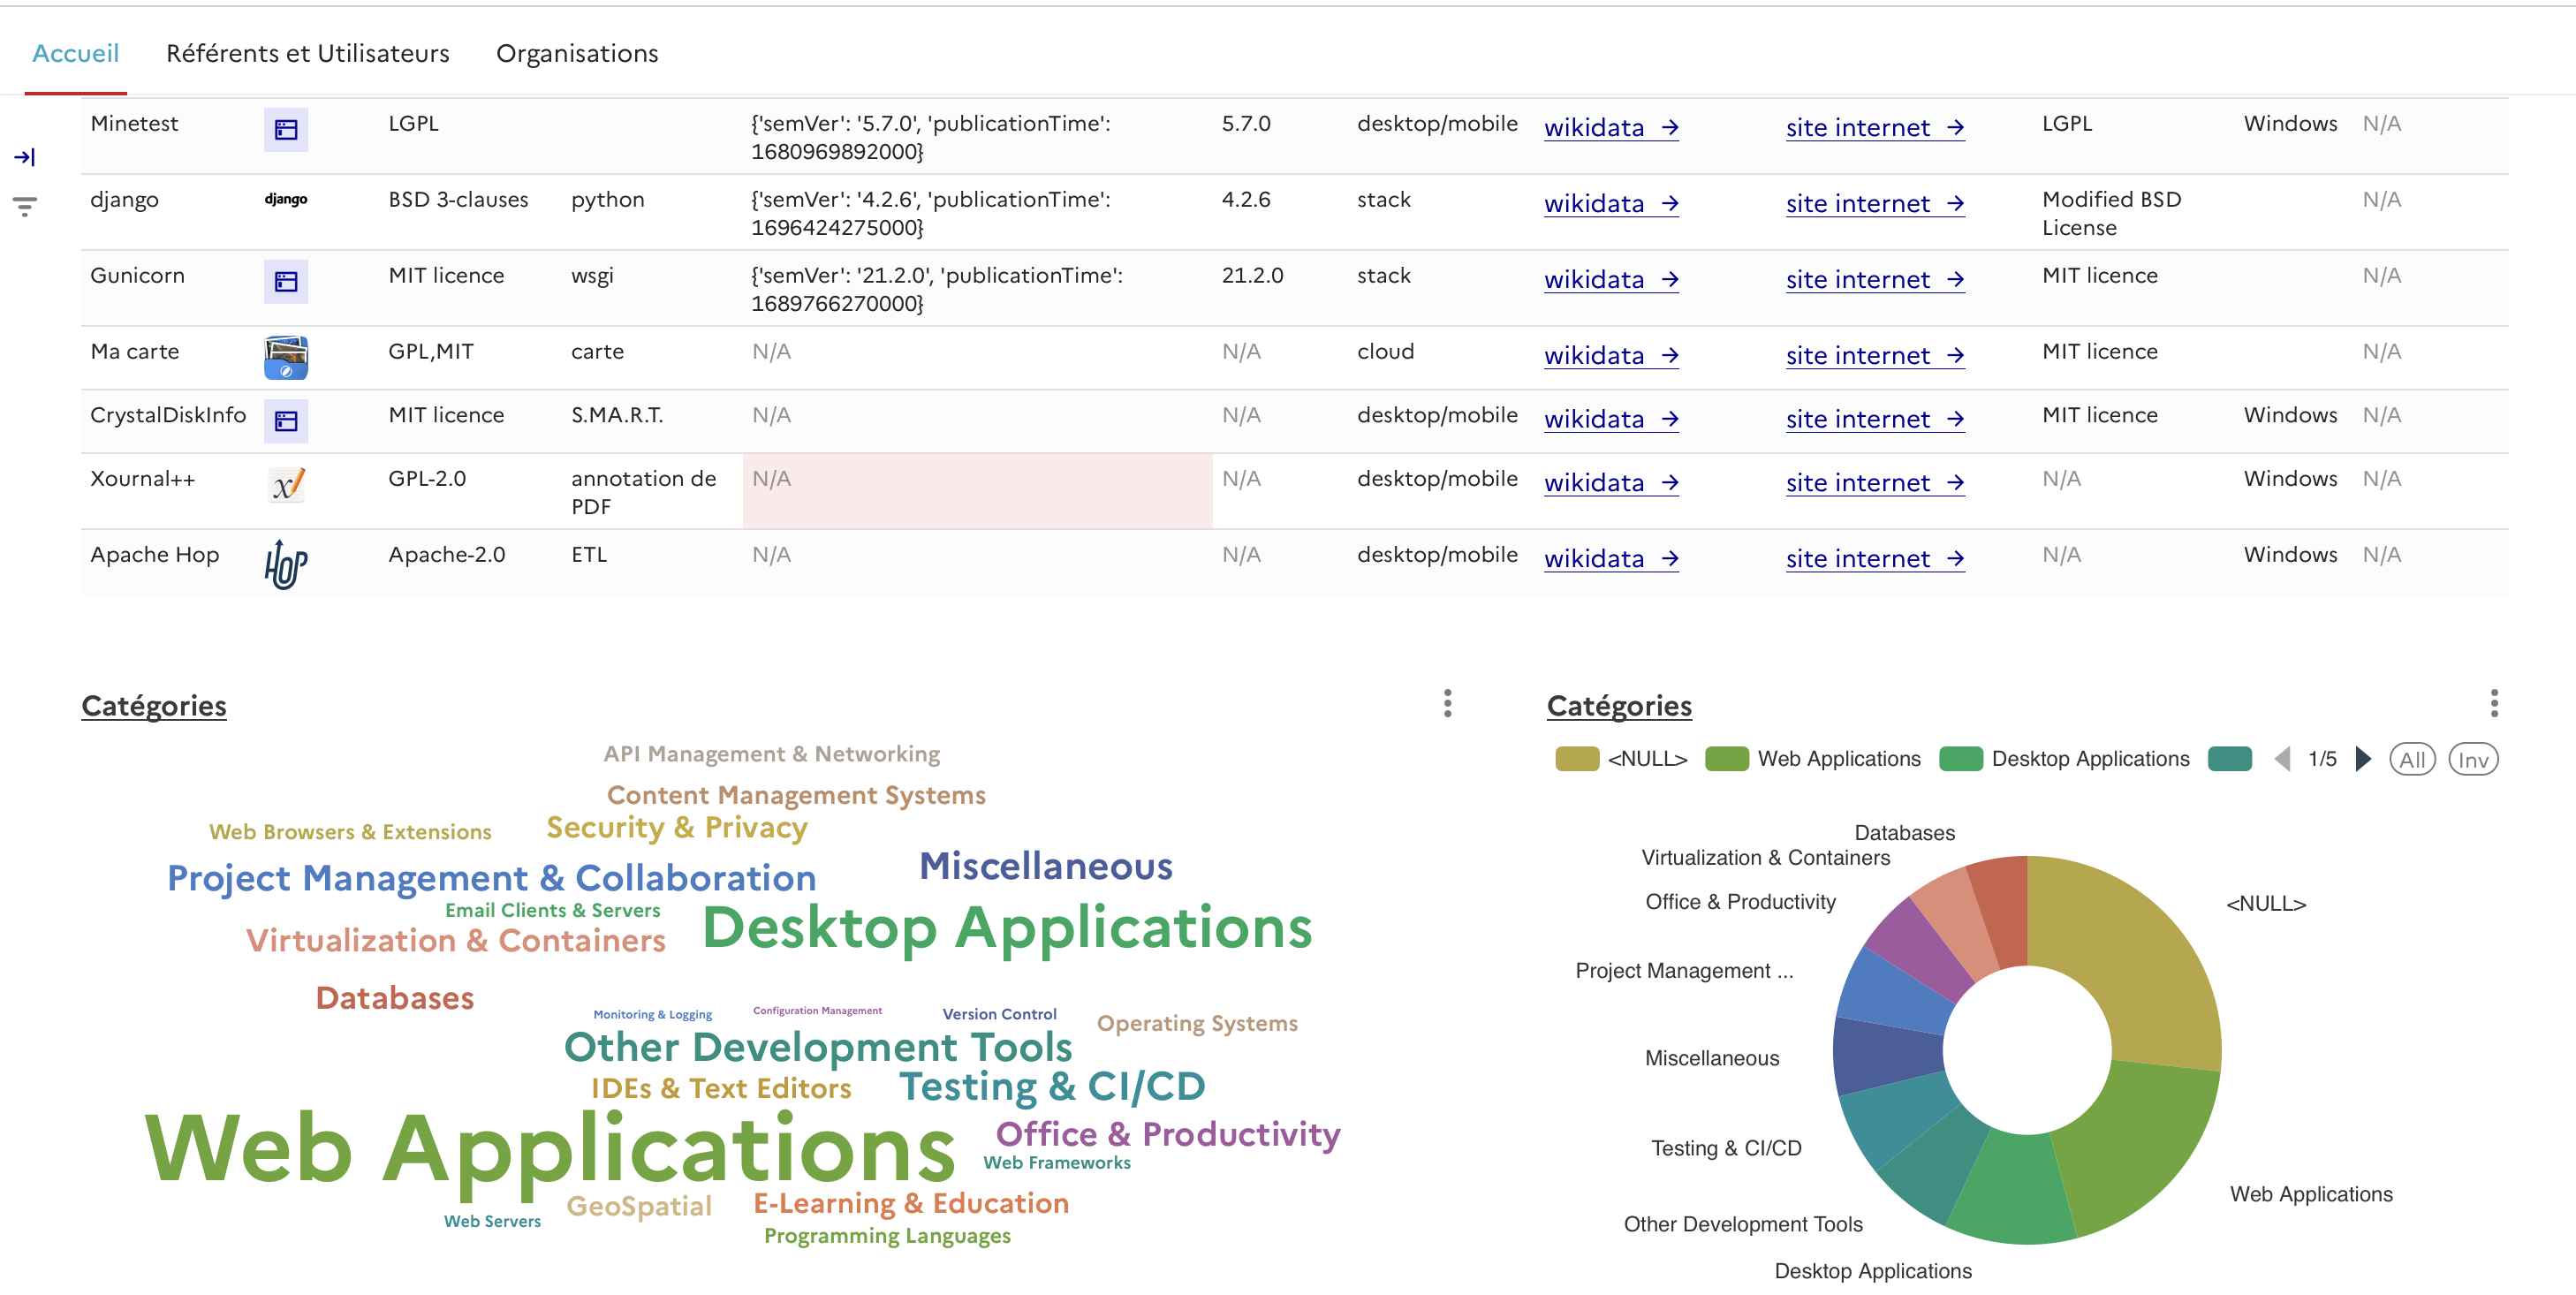 Accueil Référents et Utilisateurs Organisations
Minetest LGPL {'semVer': '5.7.0', 'publicationTime': 5.7.0 desktop/mobile wikidata → site internet → LGPL Windows N/A
1680969892000}
django django BSD 3-clauses python {'semVer': '4.2.6', 'publicationTime': 4.2.6 stack wikidata → site internet → Modified BSD N/A
1696424275000} License
Gunicorn MIT licence wsgi {'semVer': '21.2.0', 'publicationTime': 21.2.0 stack wikidata → site internet → MIT licence N/A
1689766270000}
Ma carte GPL,MIT carte N/A N/A cloud wikidata → site internet → MIT licence N/A
CrystalDiskInfo MIT licence S.MA.R.T. N/A N/A desktop/mobile wikidata → site internet → MIT licence Windows N/A
Xournal++ GPL-2.0 annotation de N/A N/A desktop/mobile wikidata → site internet → N/A Windows N/A
PDF
Apache Hop HOP Apache-2.0 ETL N/A N/A desktop/mobile wikidata → site internet → N/A Windows N/A
Catégories
API Management & Networking
Content Management Systems
Web Browsers & Extensions Security & Privacy
Project Management & Collaboration Miscellaneous
Email Clients & Servers
Virtualization & Containers Desktop Applications
Databases
Monitoring & Logging Configuration Management Version Control Operating Systems
Other Development Tools
IDEs & Text Editors Testing & CI/CD
Web Applications Office & Productivity
Web Frameworks
GeoSpatial E-Learning & Education
Web Servers
Programming Languages
Catégories
<NULL> Web Applications Desktop Applications 1/5 All Inv
Databases
Virtualization & Containers
Office & Productivity <NULL>
Project Management ...
Miscellaneous
Testing & CI/CD
Web Applications
Other Development Tools
Desktop Applications